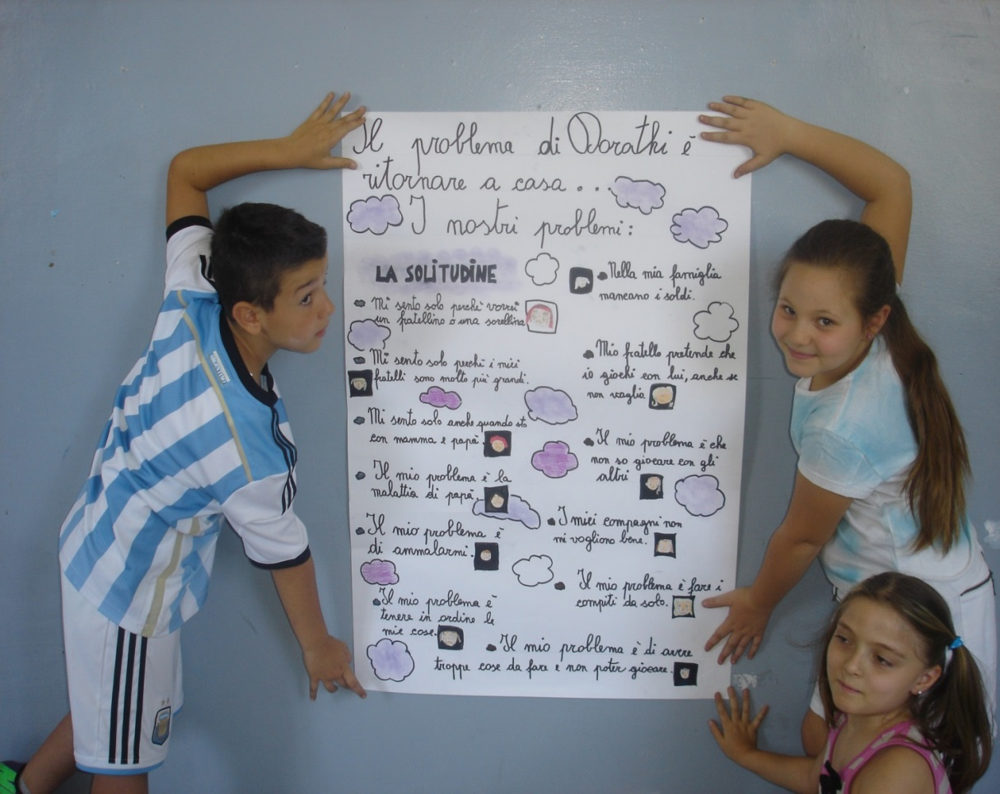 Il problema di Dorathi è
ritornare a casa...
I nostri problemi:
LA SOLITUDINE
Mi sento solo perchè vorrei
un fratellino o una sorellina
Mi sento solo perchè i miei
fratelli sono molto più grandi.
Mi sento solo anche quando sto
con mamma e papà.
Il mio problema è la
malattia di papà.
Il mio problema è
di ammalarmi.
Il mio problema è
tenere in ordine le
mie cose.
Nella mia famiglia
mancano i soldi.
Mio fratello pretende che
io giochi con lui, anche se
non voglio.
Il mio problema è che
non so giocare con gli
altri
I miei compagni non
mi vogliono bene.
Il mio problema è fare i
compiti da solo.
Il mio problema è di avere
troppe cose da fare e non poter giocare.